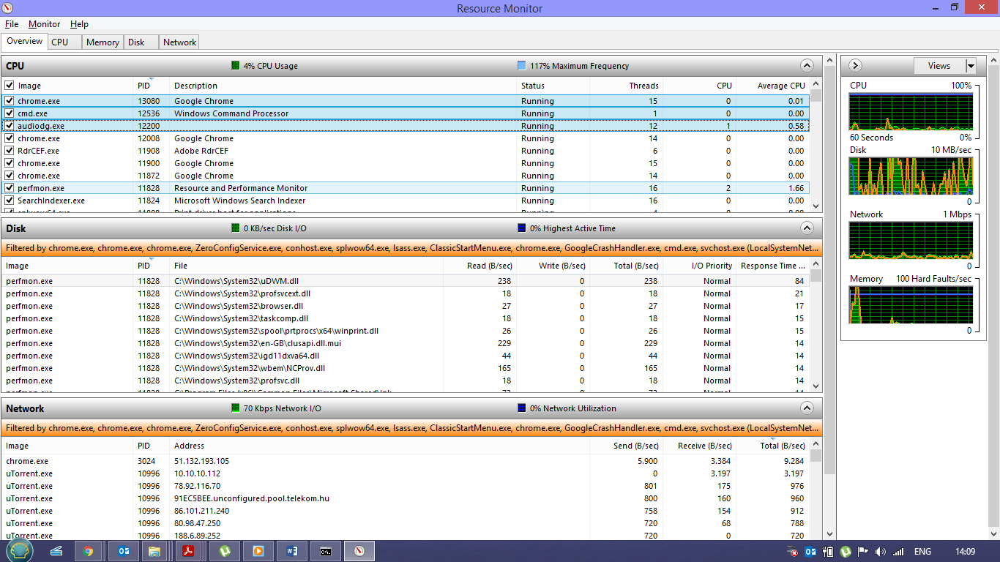 Resource Monitor
File Monitor Help
Overview CPU Memory Disk Network
CPU 4% CPU Usage 117% Maximum Frequency
Image PID Description Status Threads CPU Average CPU
chrome.exe 13080 Google Chrome Running 15 0 0.01
cmd.exe 12536 Windows Command Processor Running 1 0 0.00
audiodg.exe 12200 Running 12 1 0.58
chrome.exe 12008 Google Chrome Running 14 0 0.00
RdrCEF.exe 11908 Adobe RdrCEF Running 6 0 0.00
chrome.exe 11900 Google Chrome Running 15 0 0.00
chrome.exe 11872 Google Chrome Running 14 0 0.00
perfmon.exe 11828 Resource and Performance Monitor Running 16 2 1.66
SearchIndexer.exe 11824 Microsoft Windows Search Indexer Running 16 0 0.00
Disk 0 KB/sec Disk I/O 0% Highest Active Time
Filtered by chrome.exe, chrome.exe, chrome.exe, ZeroConfigService.exe, conhost.exe, splwow64.exe, lsass.exe, ClassicStartMenu.exe, chrome.exe, GoogleCrashHandler.exe, cmd.exe, svchost.exe (LocalSystemNet...
Image PID File Read (B/sec) Write (B/sec) Total (B/sec) I/O Priority Response Time ...
perfmon.exe 11828 C:\Windows\System32\uDWM.dll 238 0 238 Normal 84
perfmon.exe 11828 C:\Windows\System32\profsvcext.dll 18 0 18 Normal 21
perfmon.exe 11828 C:\Windows\System32\browser.dll 27 0 27 Normal 17
perfmon.exe 11828 C:\Windows\System32\taskcomp.dll 18 0 18 Normal 15
perfmon.exe 11828 C:\Windows\System32\spool\prtprocs\x64\winprint.dll 26 0 26 Normal 15
perfmon.exe 11828 C:\Windows\System32\en-GB\clusapi.dll.mui 229 0 229 Normal 14
perfmon.exe 11828 C:\Windows\System32\igd11dxva64.dll 44 0 44 Normal 14
perfmon.exe 11828 C:\Windows\System32\wbem\NCProv.dll 165 0 165 Normal 14
perfmon.exe 11828 C:\Windows\System32\profsvc.dll 18 0 18 Normal 14
Network 70 Kbps Network I/O 0% Network Utilization
Filtered by chrome.exe, chrome.exe, chrome.exe, ZeroConfigService.exe, conhost.exe, splwow64.exe, lsass.exe, ClassicStartMenu.exe, chrome.exe, GoogleCrashHandler.exe, cmd.exe, svchost.exe (LocalSystemNet...
Image PID Address Send (B/sec) Receive (B/sec) Total (B/sec)
chrome.exe 3024 51.132.193.105 5.900 3.384 9.284
uTorrent.exe 10996 10.10.10.112 0 3.197 3.197
uTorrent.exe 10996 78.92.116.70 801 175 976
uTorrent.exe 10996 91EC5BEE.unconfigured.pool.telekom.hu 800 160 960
uTorrent.exe 10996 86.101.211.240 758 154 912
uTorrent.exe 10996 80.98.47.250 720 68 788
uTorrent.exe 10996 188.6.89.252 720 0 720
Views
CPU 100%
60 Seconds 0%
Disk 10 MB/sec
0
Network 1 Mbps
0
Memory 100 Hard Faults/sec
0
ENG 14:09